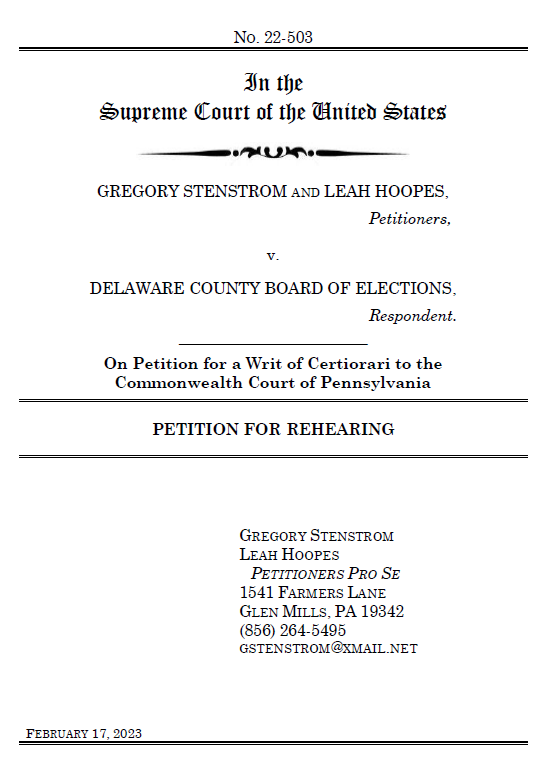 No. 22-503
In the
Supreme Court of the United States
GREGORY STENSTROM AND LEAH HOOPES,
Petitioners,
v.
DELAWARE COUNTY BOARD OF ELECTIONS,
Respondent.
On Petition for a Writ of Certiorari to the
Commonwealth Court of Pennsylvania
PETITION FOR REHEARING
GREGORY STENSTROM
LEAH HOOPES
PETITIONERS PRO SE
1541 FARMERS LANE
GLEN MILLS, PA 19342
(856) 264-5495
GSTENSTROM@XMAIL.NET
FEBRUARY 17, 2023